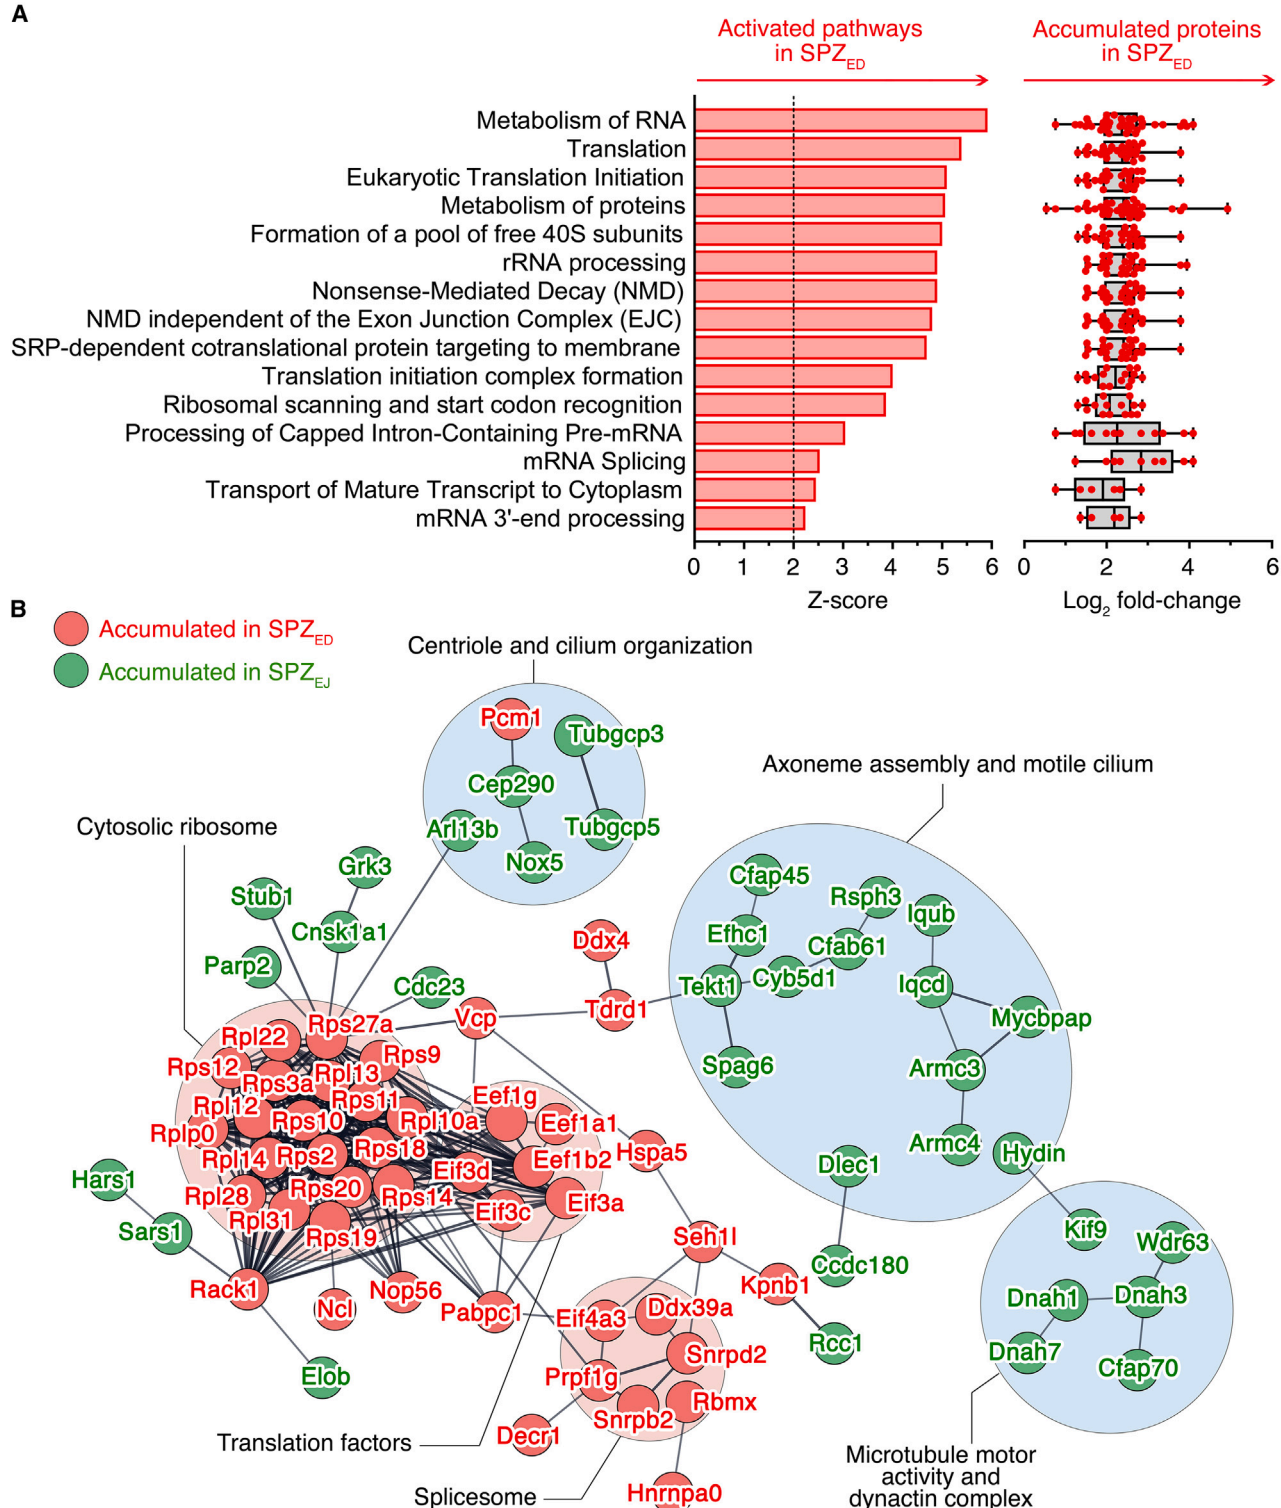 A
Activated pathways
in SPZED
Accumulated proteins
in SPZED
Metabolism of RNA
Translation
Eukaryotic Translation Initiation
Metabolism of proteins
Formation of a pool of free 40S subunits
rRNA processing
Nonsense-Mediated Decay (NMD)
NMD independent of the Exon Junction Complex (EJC)
SRP-dependent cotranslational protein targeting to membrane
Translation initiation complex formation
Ribosomal scanning and start codon recognition
Processing of Capped Intron-Containing Pre-mRNA
mRNA Splicing
Transport of Mature Transcript to Cytoplasm
mRNA 3'-end processing
0 1 2 3 4 5 6
Z-score
0 2 4 6
Log2 fold-change
B
Accumulated in SPZED
Accumulated in SPZEJ
Centriole and cilium organization
Pcm1
Tubgcp3
Cep290
Arl13b
Tubgcp5
Nox5
Axoneme assembly and motile cilium
Cytosolic ribosome
Grk3
Stub1
Cnsk1a1
Parp2
Cdc23
Cfap45
Rsph3
Iqub
Efhc1
Cfab61
Tekt1
Cyb5d1
Iqcd
Mycbpap
Spag6
Armc3
Armc4
Hydin
Dlec1
Ccdc180
Ddx4
Tdrd1
Vcp
Rps27a
Rpl22
Rps9
Rps12
Rps3a
Rpl13
Rps11
Rpl12
Rps10
Rpl10a
Rplp0
Rpl14
Rps2
Rps18
Rpl28
Rps20
Rps14
Rpl31
Rps19
Eef1g
Eef1a1
Eef1b2
Eif3d
Eif3a
Eif3c
Hspa5
Hars1
Sars1
Rack1
Ncl
Nop56
Pabpc1
Elob
Seh1l
Kpnb1
Rcc1
Eif4a3
Ddx39a
Snrpd2
Prpf1g
Snrpb2
Rbmx
Decr1
Hnrnpa0
Kif9
Wdr63
Dnah1
Dnah3
Dnah7
Cfap70
Translation factors
Splicesome
Microtubule motor
activity and
dynactin complex